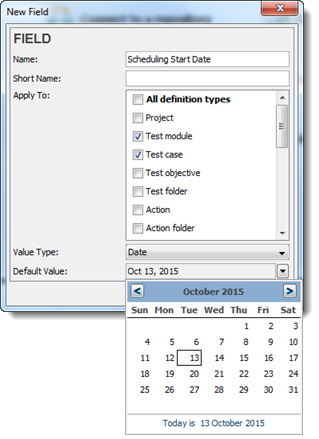 Connect to a repository
New Field
FIELD
Name: Scheduling Start Date
Short Name:
Apply To: All definition types
Project
Test module
Test case
Test objective
Test folder
Action
Action folder
Value Type: Date
Default Value: Oct 13, 2015
< October 2015 >
Sun Mon Tue Wed Thu Fri Sat
1 2 3
4 5 6 7 8 9 10
11 12 13 14 15 16 17
18 19 20 21 22 23 24
25 26 27 28 29 30 31
Today is 13 October 2015